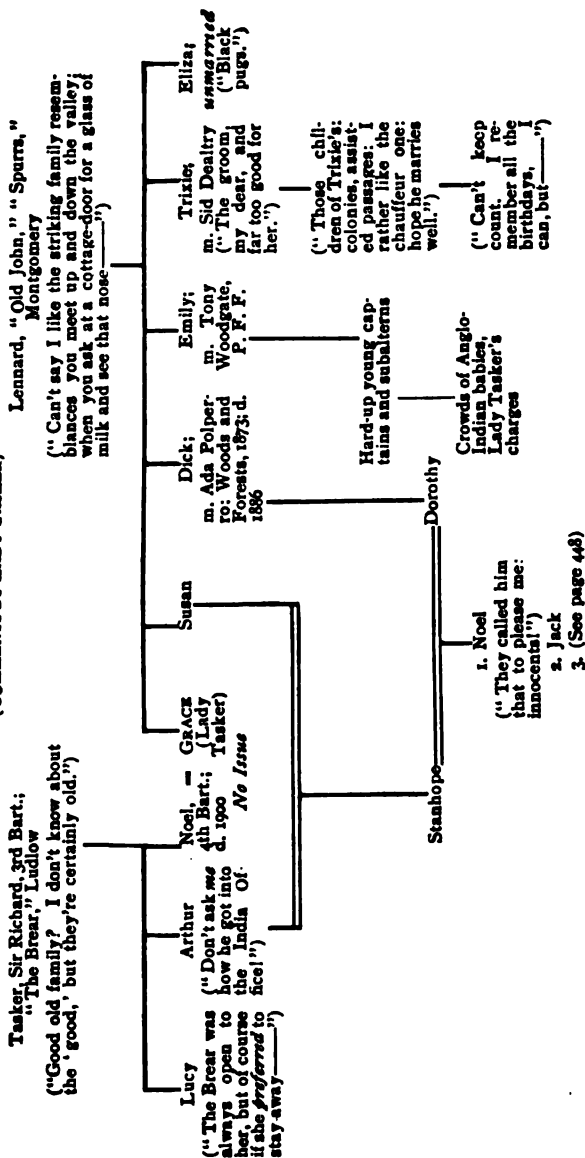 (COMMENTS BY LADY TASKER)
Tasker, Sir Richard, 3rd Bart.;
"The Brear," Ludlow
("Good old family? I don't know about
the 'good,' but they're certainly old.")
Lennard, "Old John," "Spurrs,"
Montgomery
("Can't say I like the striking family resem-
blances you meet up and down the valley;
when you ask at a cottage-door for a glass of
milk and see that nose——")
Lucy
("The Brear was
always open to
her, but of course
if she preferred to
stay away——")
Arthur
("Don't ask me
how he got into
the India Of-
fice!")
Noel,
4th Bart.;
d. 1900
= GRACE
(Lady
Tasker)
No Issue
Susan
Dick;
m. Ada Polper-
ro: Woods and
Forests, 1873; d.
1886
Emily;
m. Tony
Woodgate,
P. F. F.
Trixie;
m. Sid Dealtry
("The groom,
my dear, and
far too good for
her.")
Eliza;
unmarried
("Black
pugs.")
Hard-up young cap-
tains and subalterns
("Those chil-
dren of Trixie's:
colonies, assist-
ed passages: I
rather like the
chauffeur one:
hope he marries
well.")
Crowds of Anglo-
Indian babies,
Lady Tasker's
charges
("Can't keep
count. I re-
member all the
birthdays, I
can, but——")
Stanhope
Dorothy
1. Noel
("They called him
that to please me:
innocents!")
2. Jack
3. (See page 448)